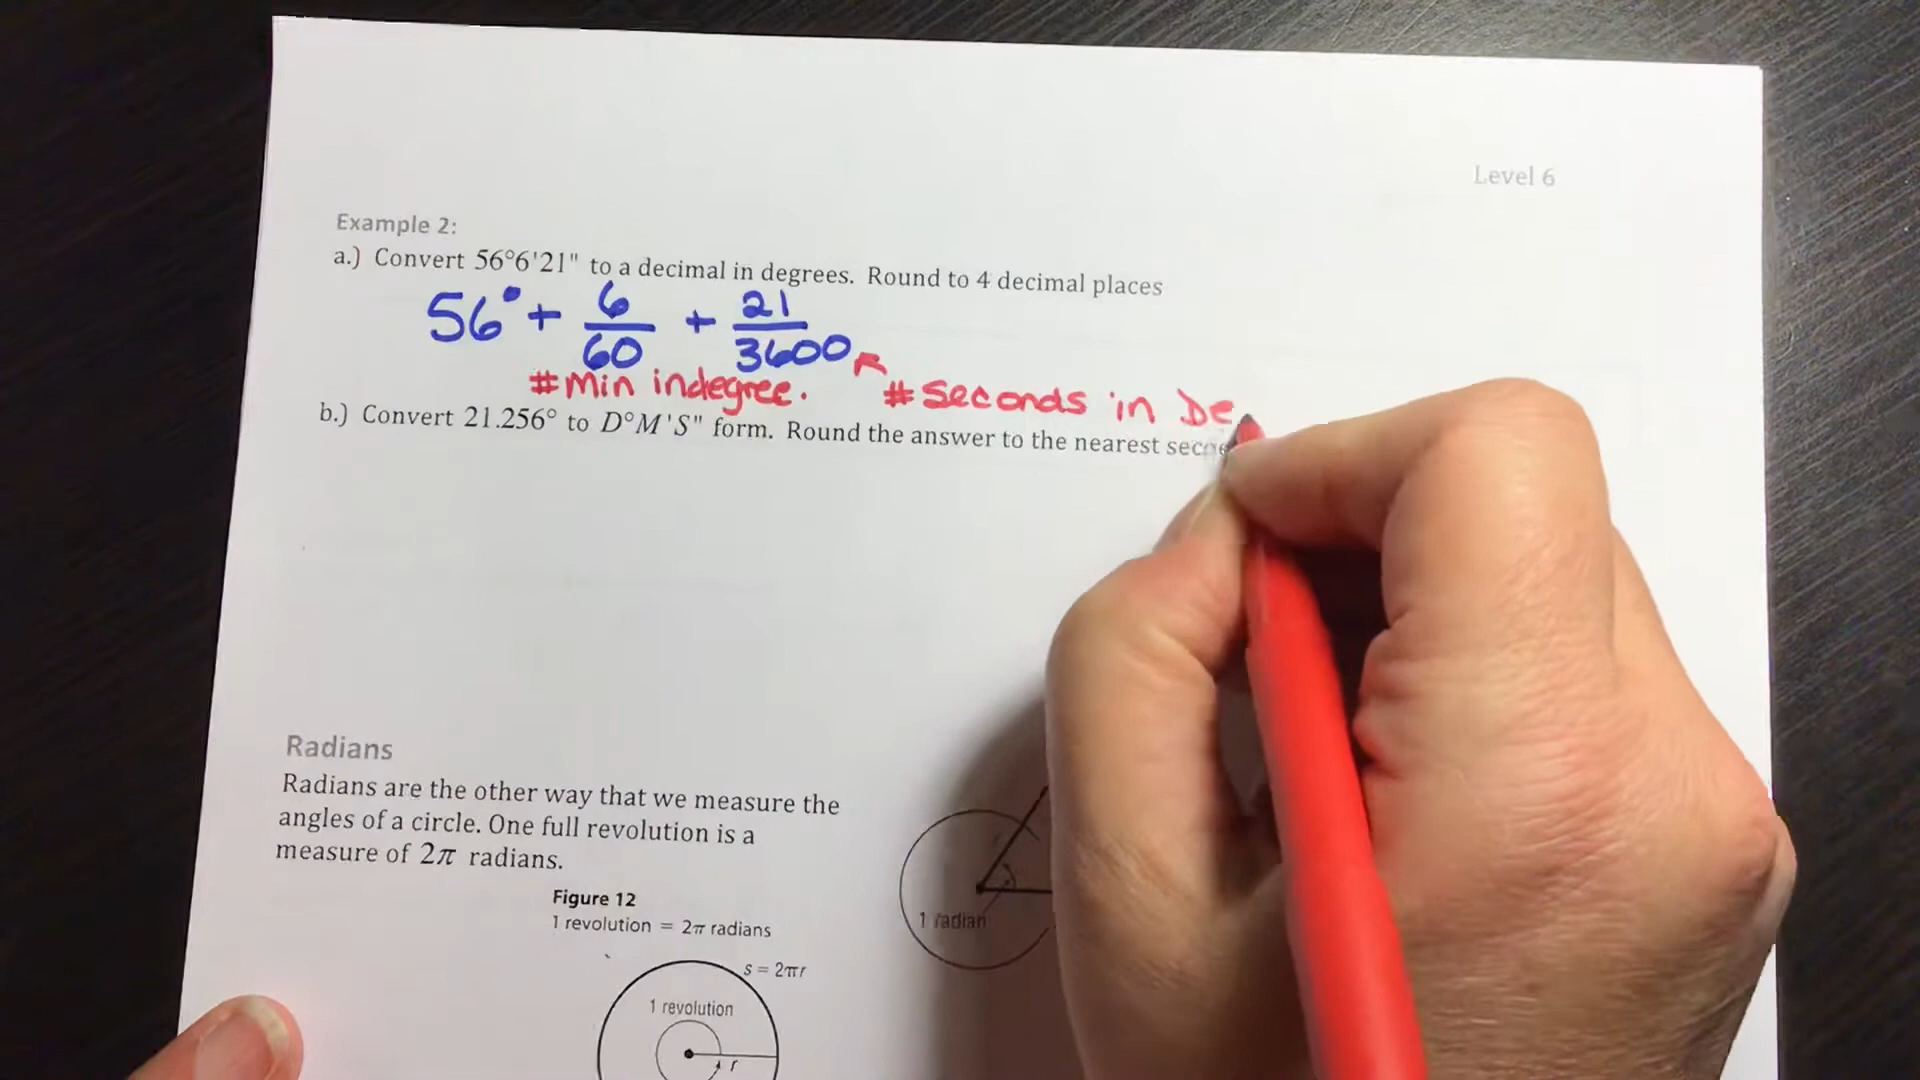 Level 6
Example 2:
a.) Convert 56°6'21" to a decimal in degrees. Round to 4 decimal places
56° + 6/60 + 21/3600
#Min in degree. #Seconds in De
b.) Convert 21.256° to D°M'S" form. Round the answer to the nearest
Radians
Radians are the other way that we measure the
angles of a circle. One full revolution is a
measure of 2π radians.
Figure 12
1 revolution = 2π radians
s = 2πr
1 revolution
r
1 radian